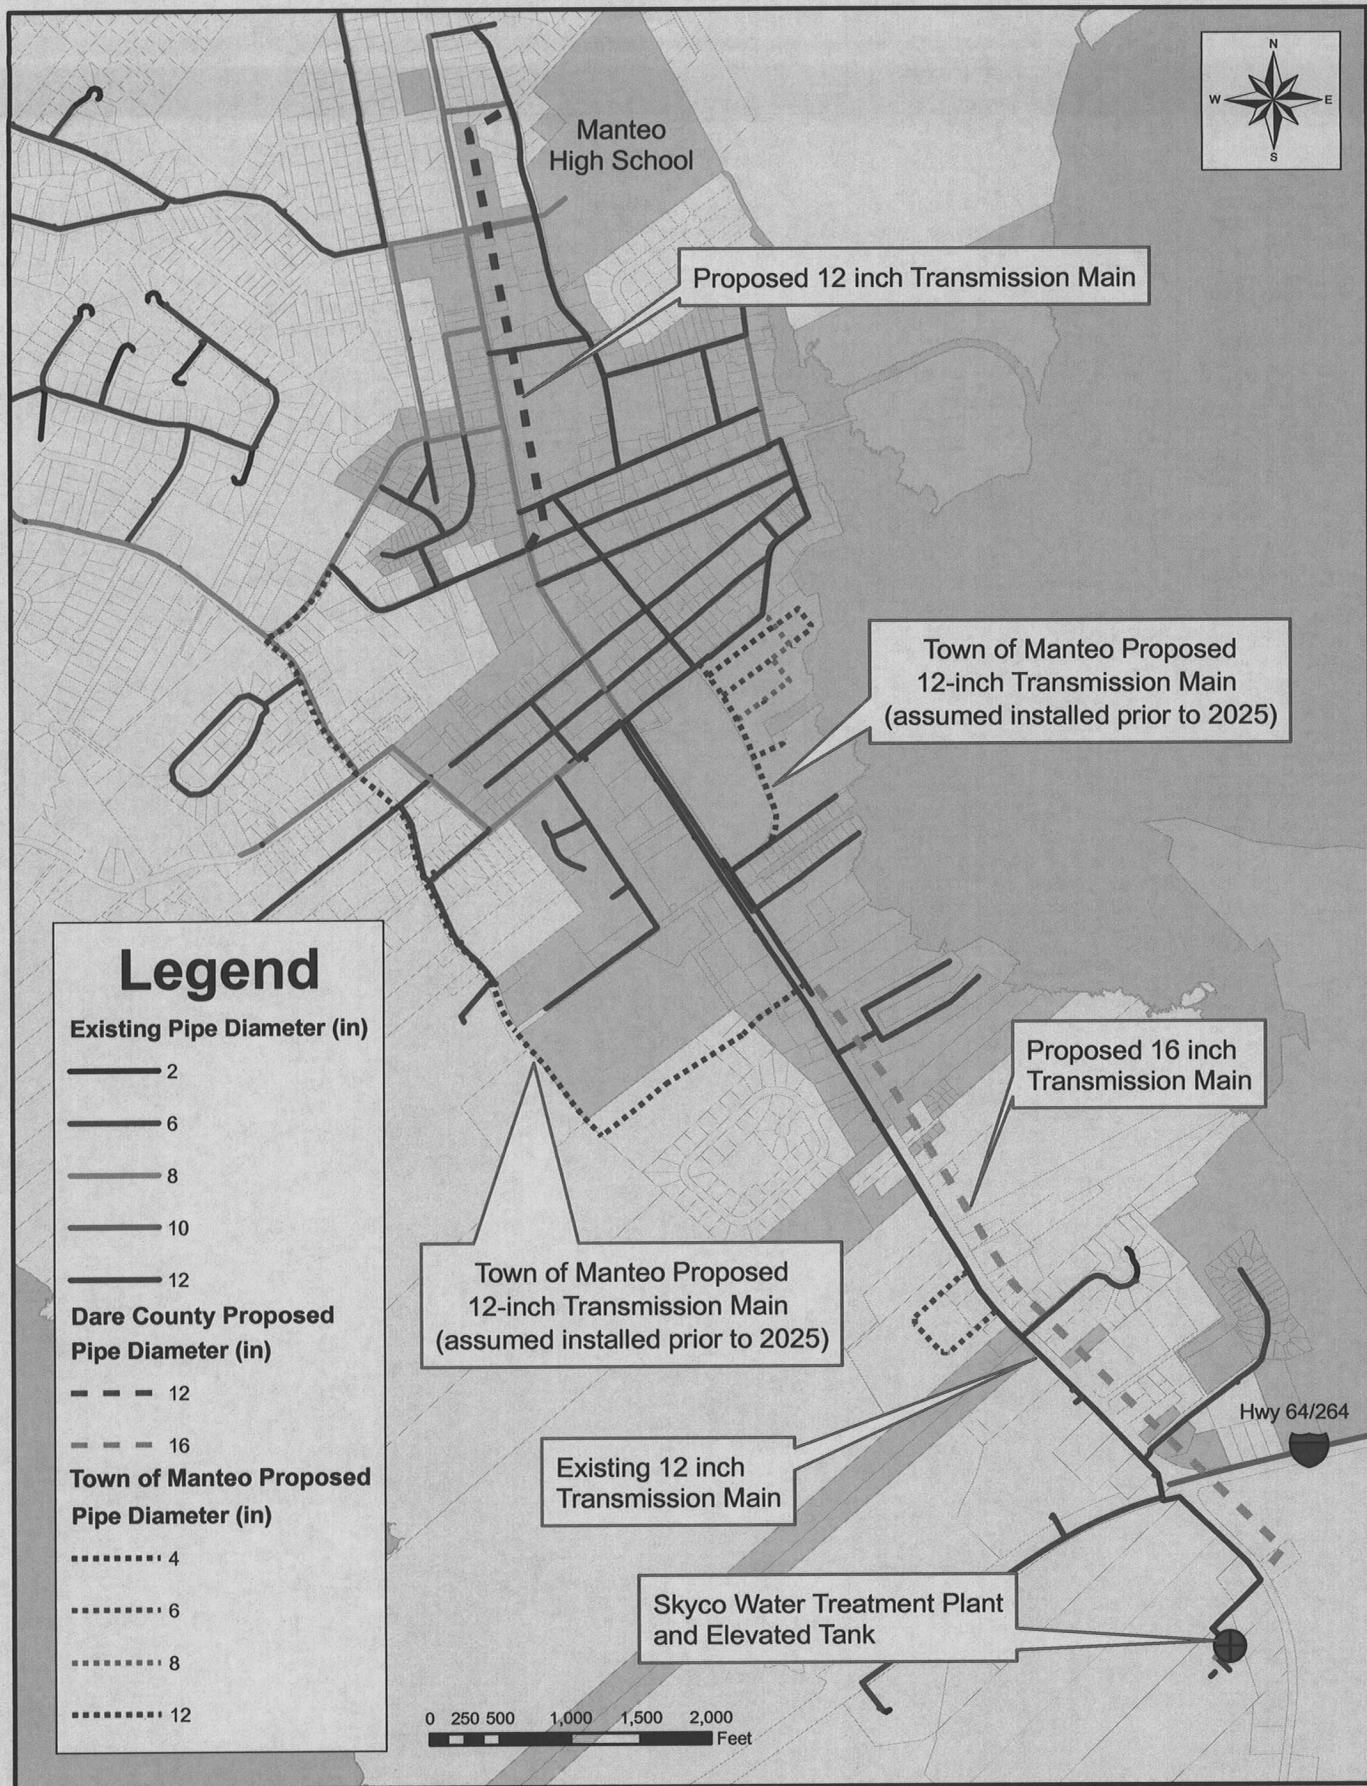 N
W E
S
Manteo
High School
Proposed 12 inch Transmission Main
Town of Manteo Proposed
12-inch Transmission Main
(assumed installed prior to 2025)
Proposed 16 inch
Transmission Main
Town of Manteo Proposed
12-inch Transmission Main
(assumed installed prior to 2025)
Hwy 64/264
Existing 12 inch
Transmission Main
Skyco Water Treatment Plant
and Elevated Tank
Legend
Existing Pipe Diameter (in)
2
6
8
10
12
Dare County Proposed
Pipe Diameter (in)
12
16
Town of Manteo Proposed
Pipe Diameter (in)
4
6
8
12
0 250 500 1,000 1,500 2,000
Feet